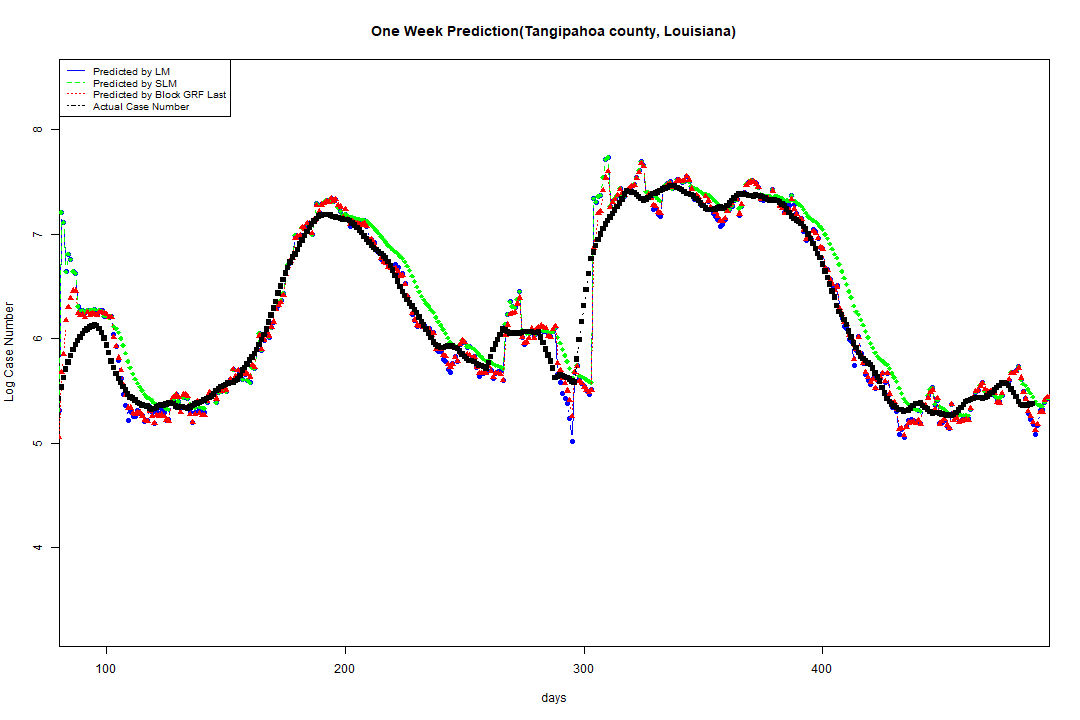 One Week Prediction(Tangipahoa county, Louisiana)
Predicted by LM
Predicted by SLM
Predicted by Block GRF Last
Actual Case Number
8
7
6
5
4
Log Case Number
100
200
300
400
days